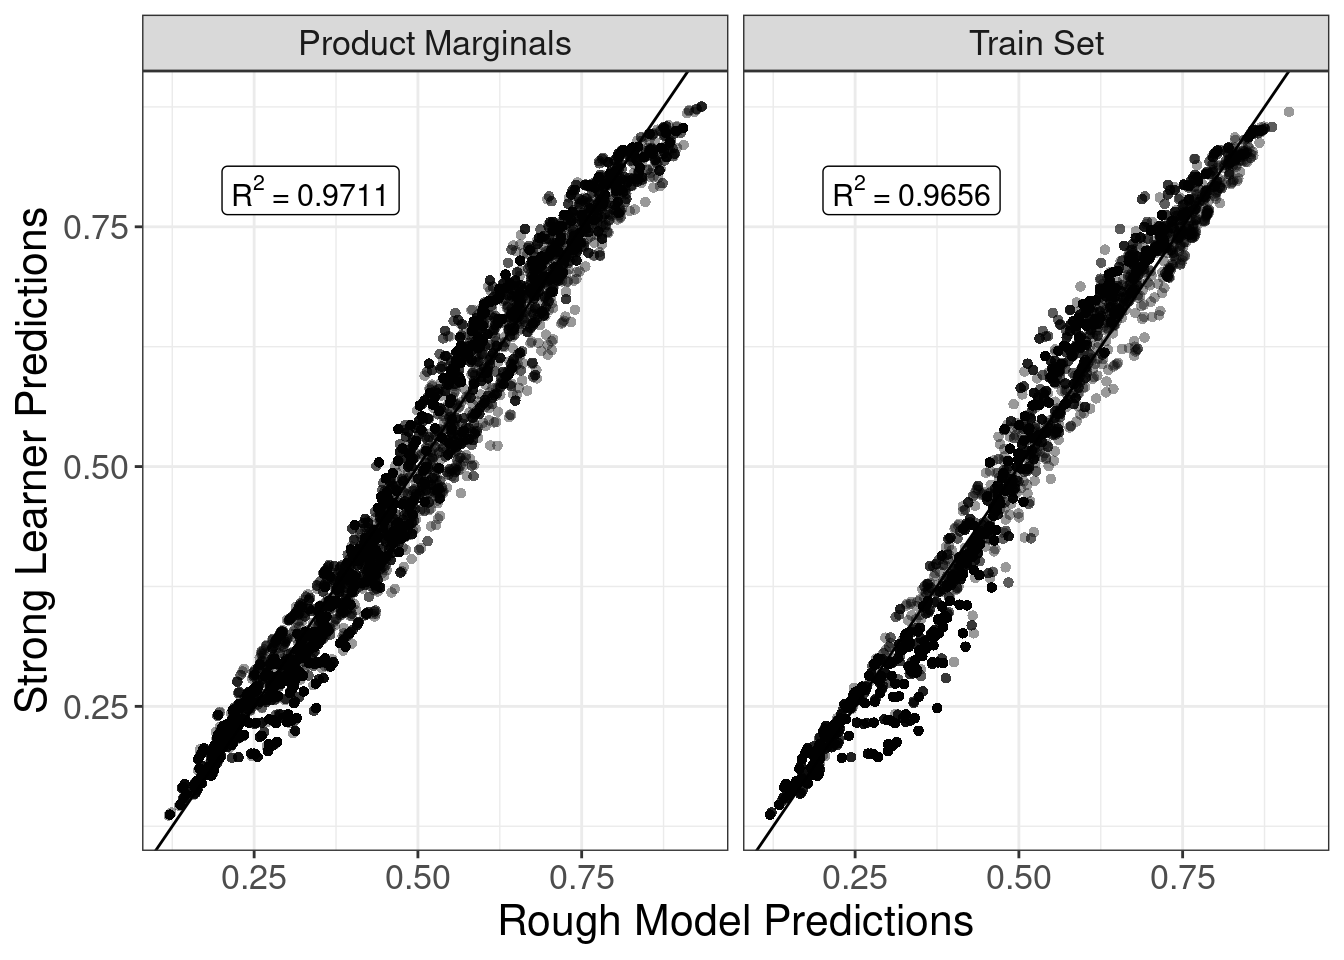 Product Marginals
Train Set
R² = 0.9711
R² = 0.9656
Strong Learner Predictions
0.75
0.50
0.25
0.25 0.50 0.75
0.25 0.50 0.75
Rough Model Predictions